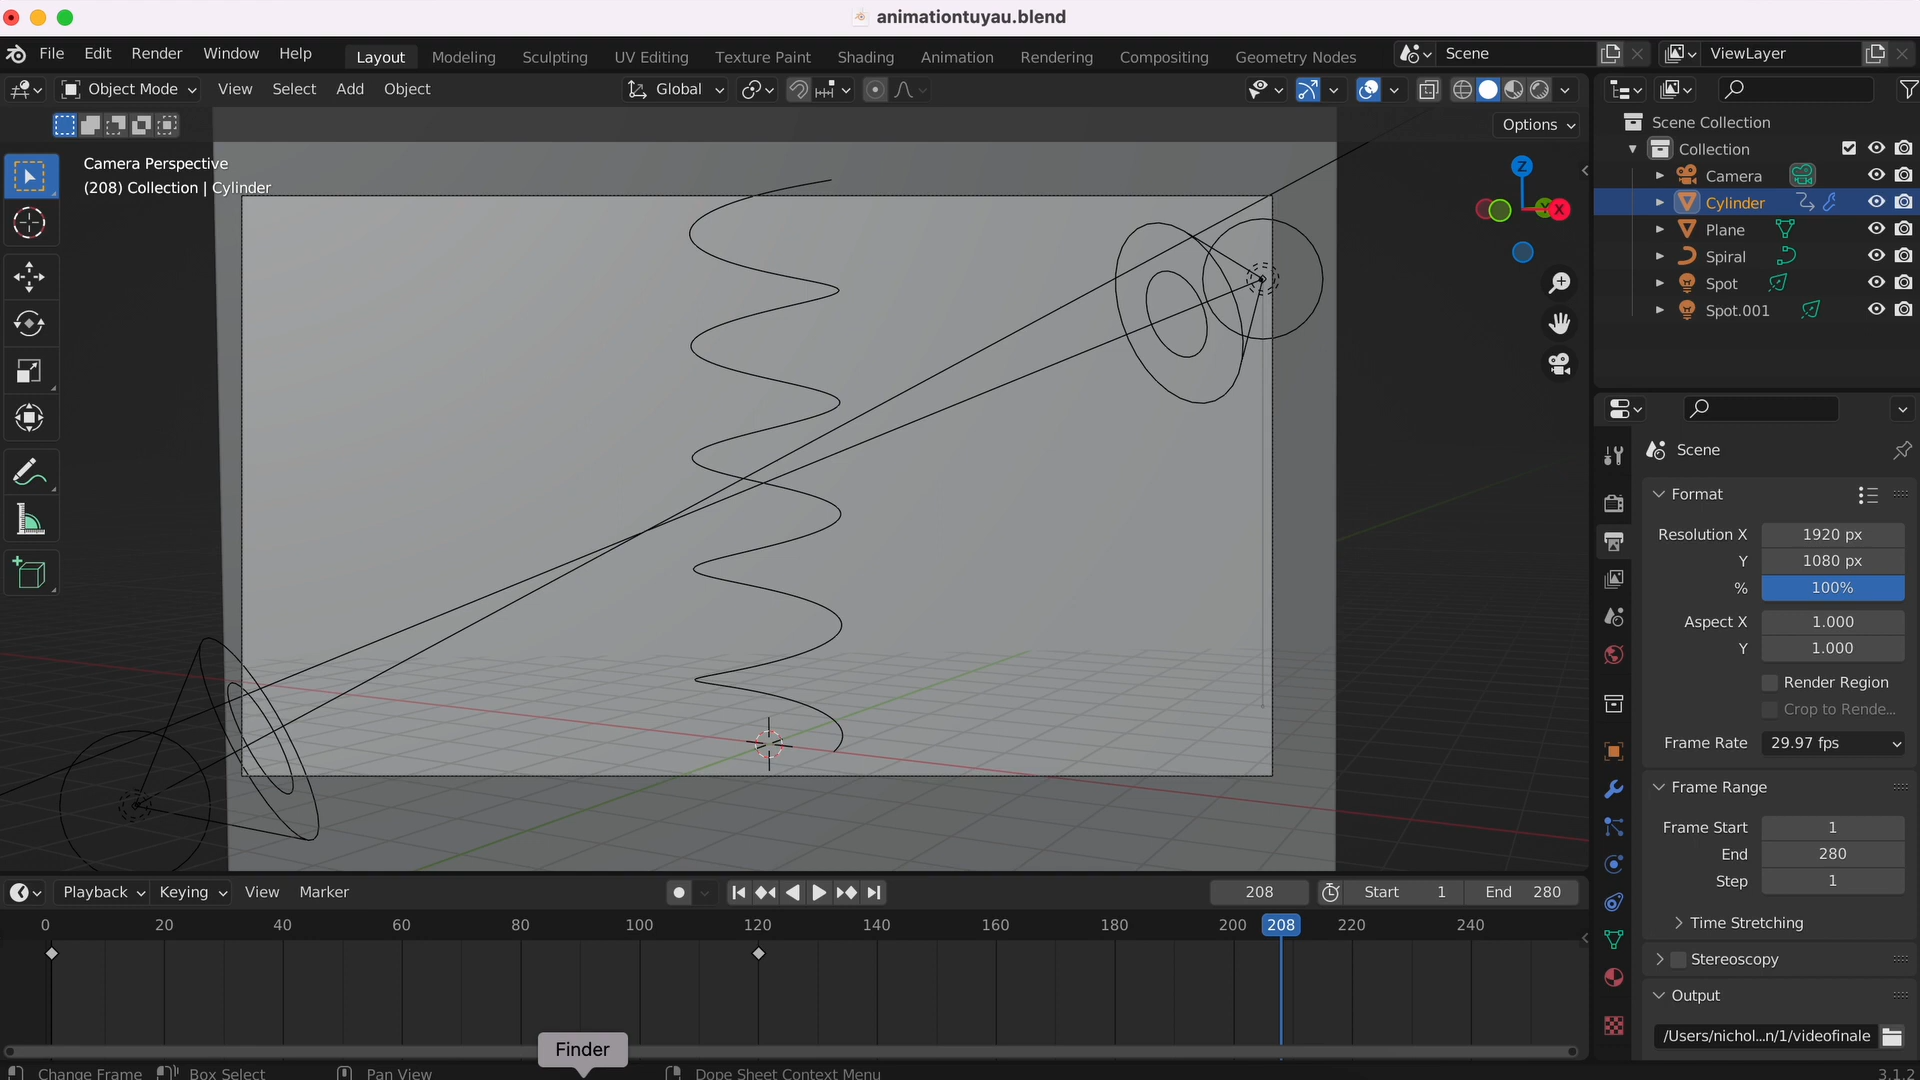 animationtuyau.blend
File Edit Render Window Help Layout Modeling Sculpting UV Editing Texture Paint Shading Animation Rendering Compositing Geometry Nodes Scene ViewLayer
Object Mode View Select Add Object Global
Options
Camera Perspective
(208) Collection | Cylinder
Z
Y
X
Scene Collection
Collection
Camera
Cylinder
Plane
Spiral
Spot
Spot.001
Scene
Format
Resolution X 1920 px
Y 1080 px
% 100%
Aspect X 1.000
Y 1.000
Render Region
Crop to Rende...
Frame Rate 29.97 fps
Frame Range
Frame Start 1
End 280
Step 1
Time Stretching
Stereoscopy
Output
/Users/nichol...n/1/videofinale
Playback Keying View Marker 208 Start 1 End 280
0 20 40 60 80 100 120 140 160 180 200 208 220 240
Finder
Change Frame Box Select Pan View Dope Sheet Context Menu 3.1.2